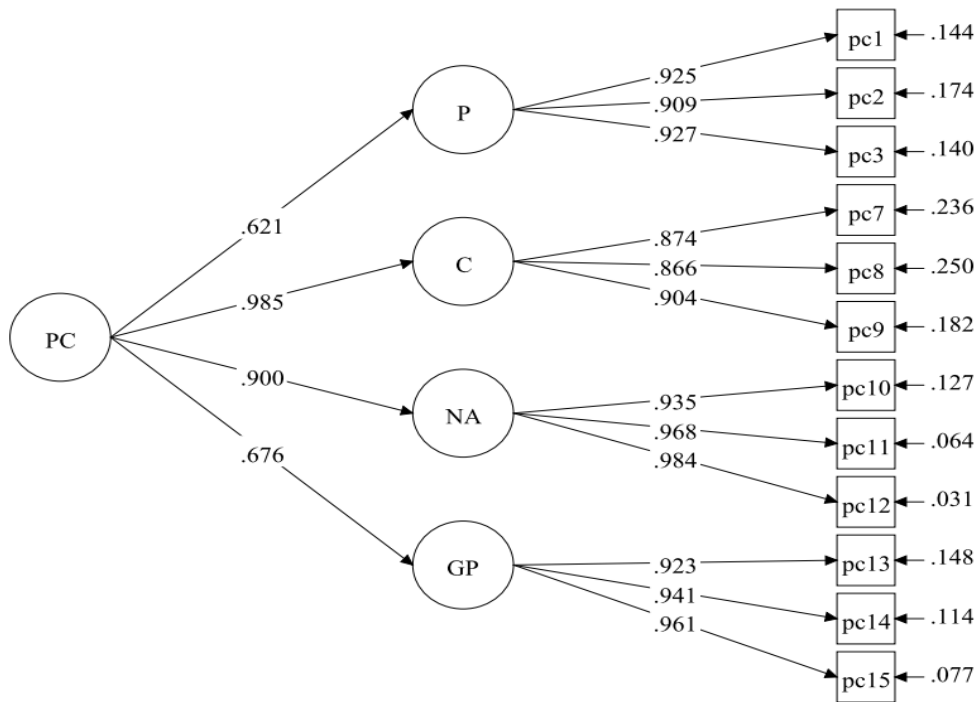 pc1 .144
.925
P
.909
pc2 .174
.927
pc3 .140
.621
pc7 .236
.874
C
.866
pc8 .250
.985
.904
pc9 .182
PC
.900
pc10 .127
.935
NA
.968
pc11 .064
.676
.984
pc12 .031
.923
pc13 .148
GP
.941
pc14 .114
.961
pc15 .077